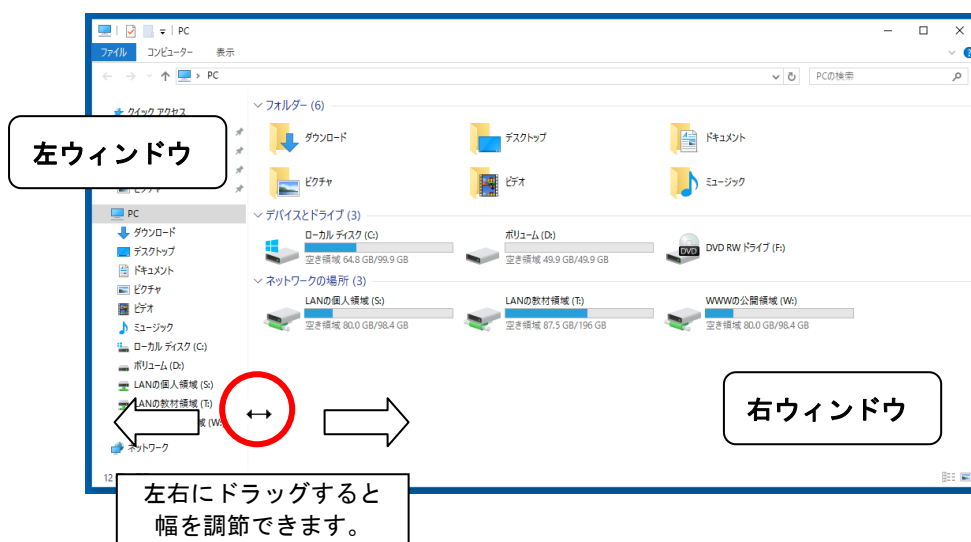 PC
ファイル コンピューター 表示
PC PCの検索
クイック アクセス
左ウィンドウ
ピクチャ
PC
ダウンロード
デスクトップ
ドキュメント
ピクチャ
ビデオ
ミュージック
ローカル ディスク (C:)
ボリューム (D:)
LANの個人領域 (S:)
LANの教材領域 (T:)
域 (W:)
ネットワーク
12
フォルダー (6)
ダウンロード デスクトップ ドキュメント
ピクチャ ビデオ ミュージック
デバイスとドライブ (3)
ローカル ディスク (C:) ボリューム (D:)
DVD RW ドライブ (F:)
空き領域 64.8 GB/99.9 GB 空き領域 49.9 GB/49.9 GB
ネットワークの場所 (3)
LANの個人領域 (S:) LANの教材領域 (T:) WWWの公開領域 (W:)
空き領域 80.0 GB/98.4 GB 空き領域 87.5 GB/196 GB 空き領域 80.0 GB/98.4 GB
右ウィンドウ
左右にドラッグすると
幅を調節できます。